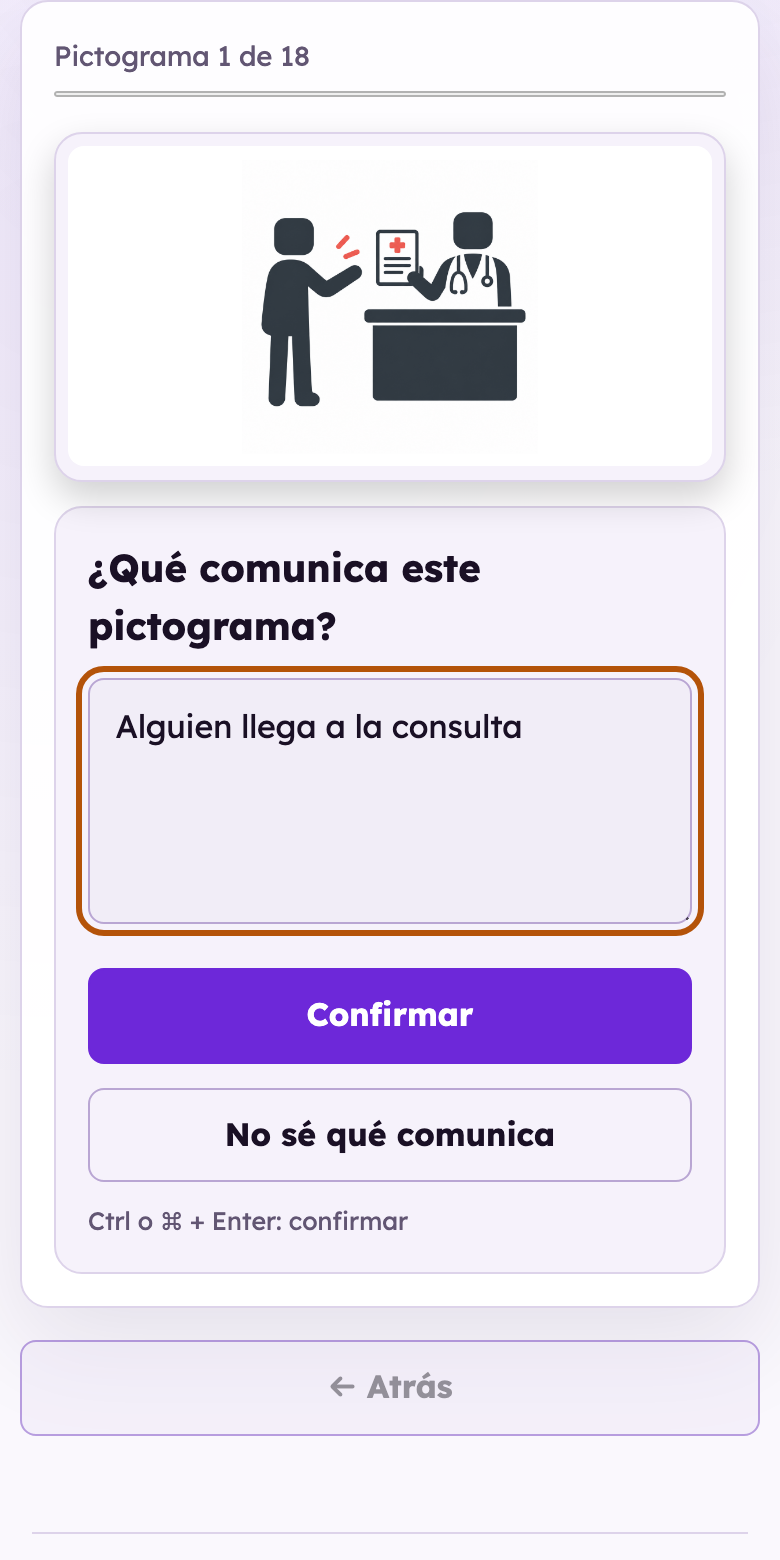 Pictograma 1 de 18
¿Qué comunica este
pictograma?
Alguien llega a la consulta
Confirmar
No sé qué comunica
Ctrl o ⌘ + Enter: confirmar
← Atrás